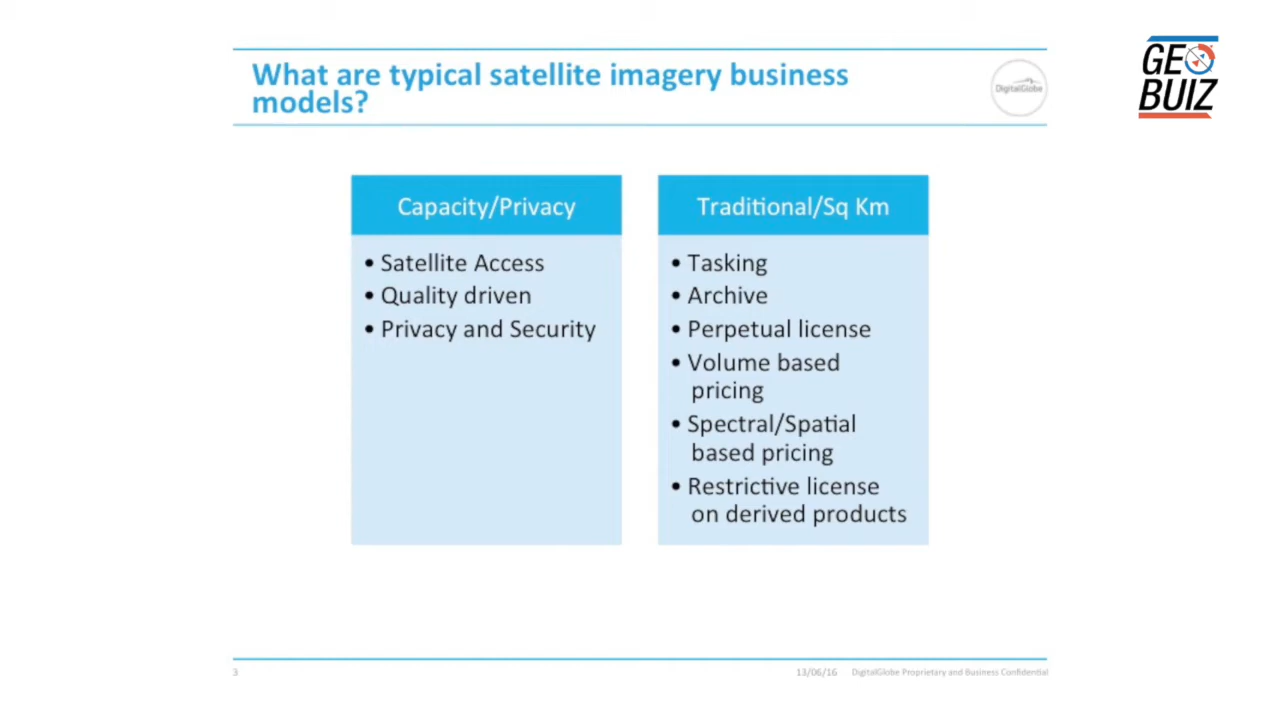 What are typical satellite imagery business
models?
DigitalGlobe
GEO
BUIZ
Capacity/Privacy
• Satellite Access
• Quality driven
• Privacy and Security
Traditional/Sq Km
• Tasking
• Archive
• Perpetual license
• Volume based
pricing
• Spectral/Spatial
based pricing
• Restrictive license
on derived products
3
13/06/16 DigitalGlobe Proprietary and Business Confidential